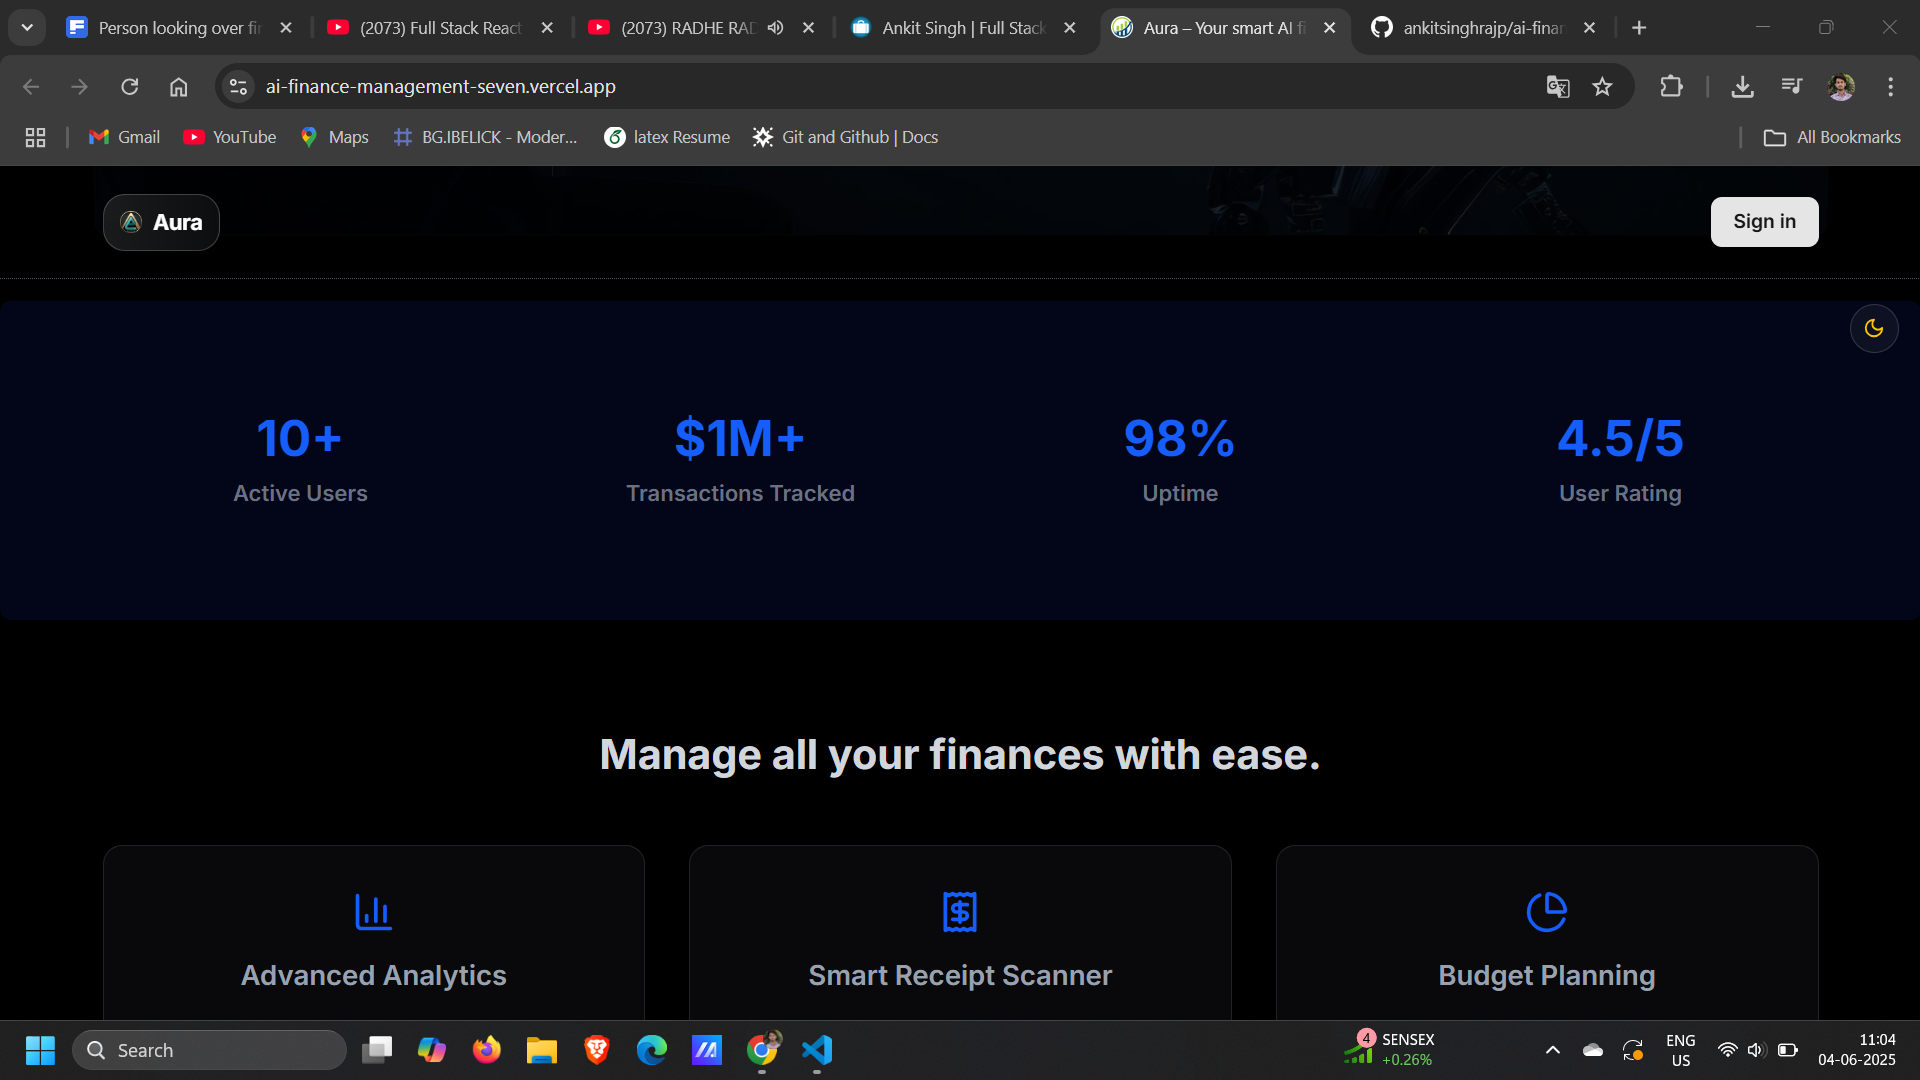 Person looking over fi
(2073) Full Stack React
(2073) RADHE RAD
Ankit Singh | Full Stack
Aura – Your smart AI fi
ankitsinghrajp/ai-finan
ai-finance-management-seven.vercel.app
Gmail
YouTube
Maps
BG.IBELICK - Moder...
latex Resume
Git and Github | Docs
All Bookmarks
Aura
Sign in
10+
$1M+
98%
4.5/5
Active Users
Transactions Tracked
Uptime
User Rating
Manage all your finances with ease.
Advanced Analytics
Smart Receipt Scanner
Budget Planning
Search
4
SENSEX
+0.26%
ENG
US
11:04
04-06-2025